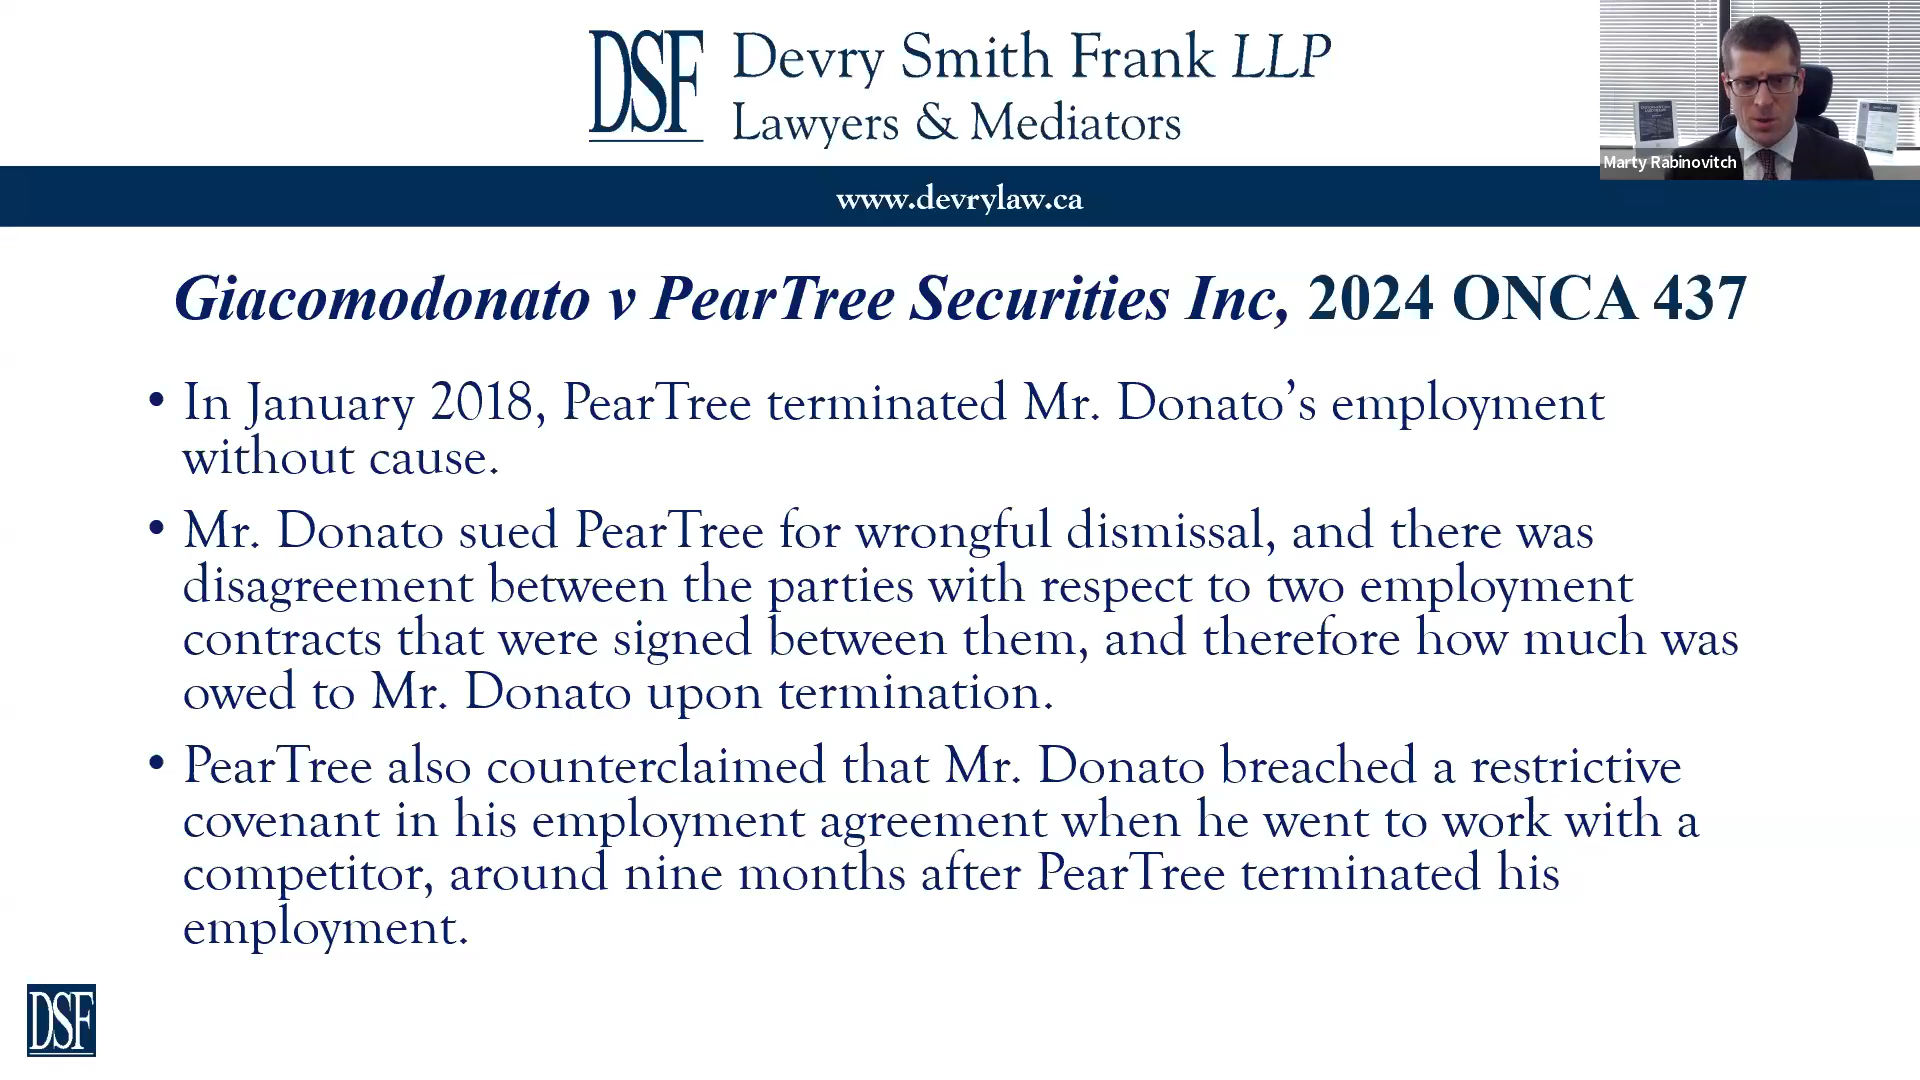 DSF Devry Smith Frank LLP
Lawyers & Mediators
Marty Rabinovitch
www.devrylaw.ca
Giacomodonato v PearTree Securities Inc, 2024 ONCA 437
• In January 2018, PearTree terminated Mr. Donato’s employment
without cause.
• Mr. Donato sued PearTree for wrongful dismissal, and there was
disagreement between the parties with respect to two employment
contracts that were signed between them, and therefore how much was
owed to Mr. Donato upon termination.
• PearTree also counterclaimed that Mr. Donato breached a restrictive
covenant in his employment agreement when he went to work with a
competitor, around nine months after PearTree terminated his
employment.
DSF